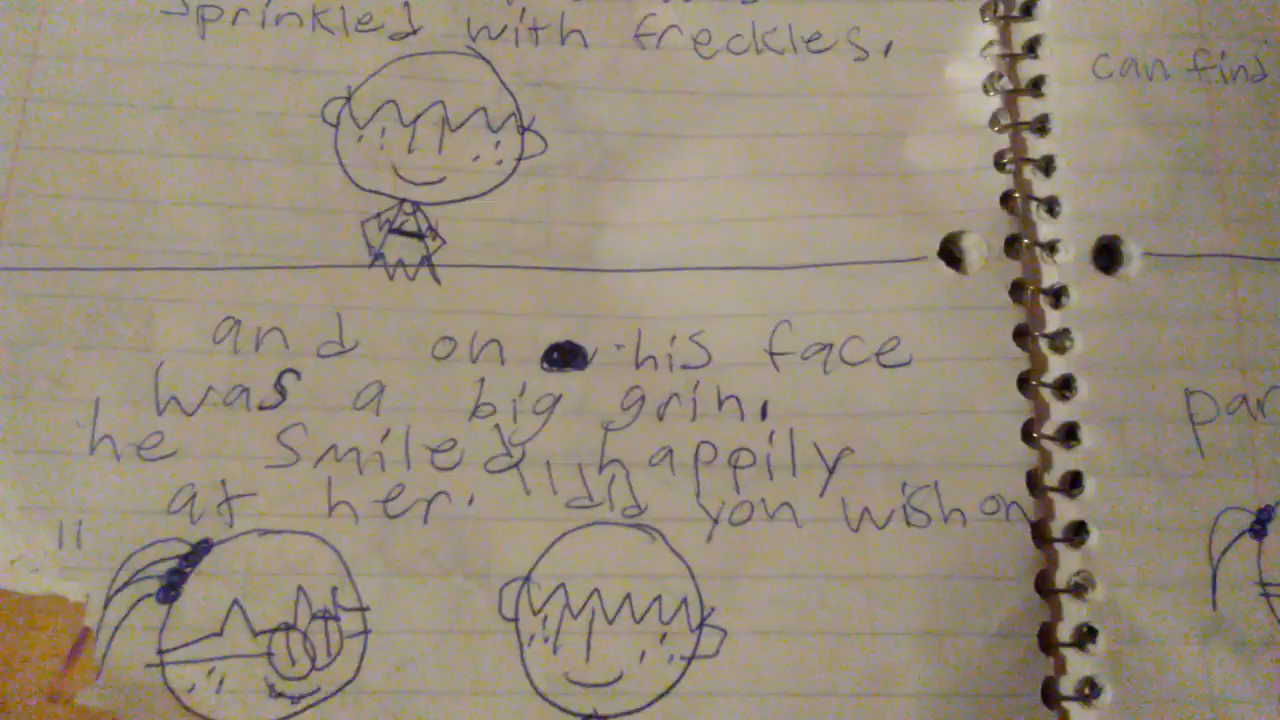 sprinkled with freckles.
and on his face
was a big grin.
he smiled happily
at her. "did you wish on
"
can find
par